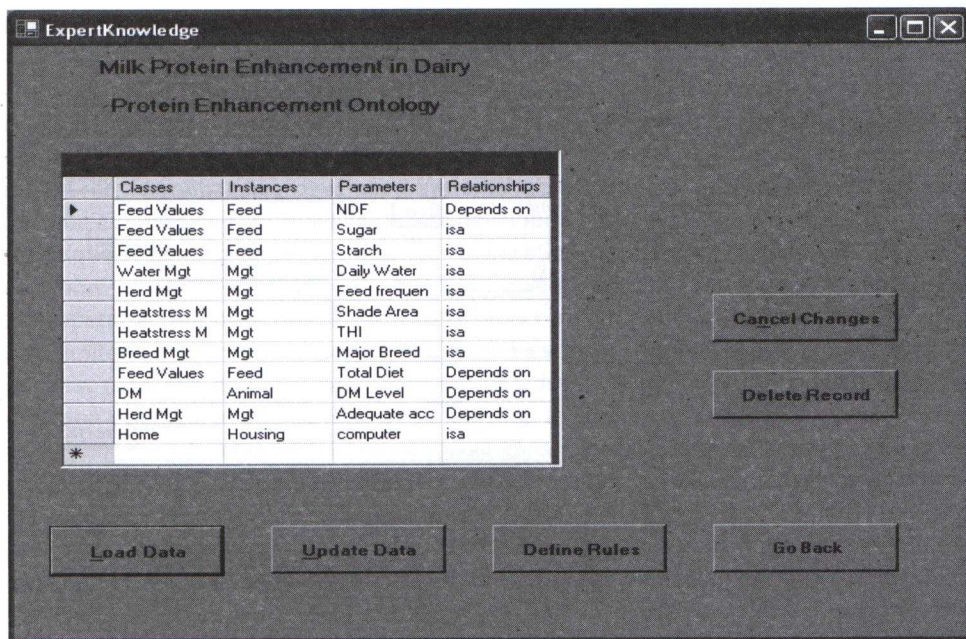 ExpertKnowledge
Milk Protein Enhancement in Dairy
Protein Enhancement Ontology
Classes Instances Parameters Relationships
Feed Values Feed NDF Depends on
Feed Values Feed Sugar isa
Feed Values Feed Starch isa
Water Mgt Mgt Daily Water isa
Herd Mgt Mgt Feed frequen isa
Heatstress M Mgt Shade Area isa
Heatstress M Mgt THI isa
Breed Mgt Mgt Major Breed isa
Feed Values Feed Total Diet Depends on
DM Animal DM Level Depends on
Herd Mgt Mgt Adequate acc Depends on
Home Housing computer isa
*
Cancel Changes
Delete Record
Load Data Update Data Define Rules Go Back